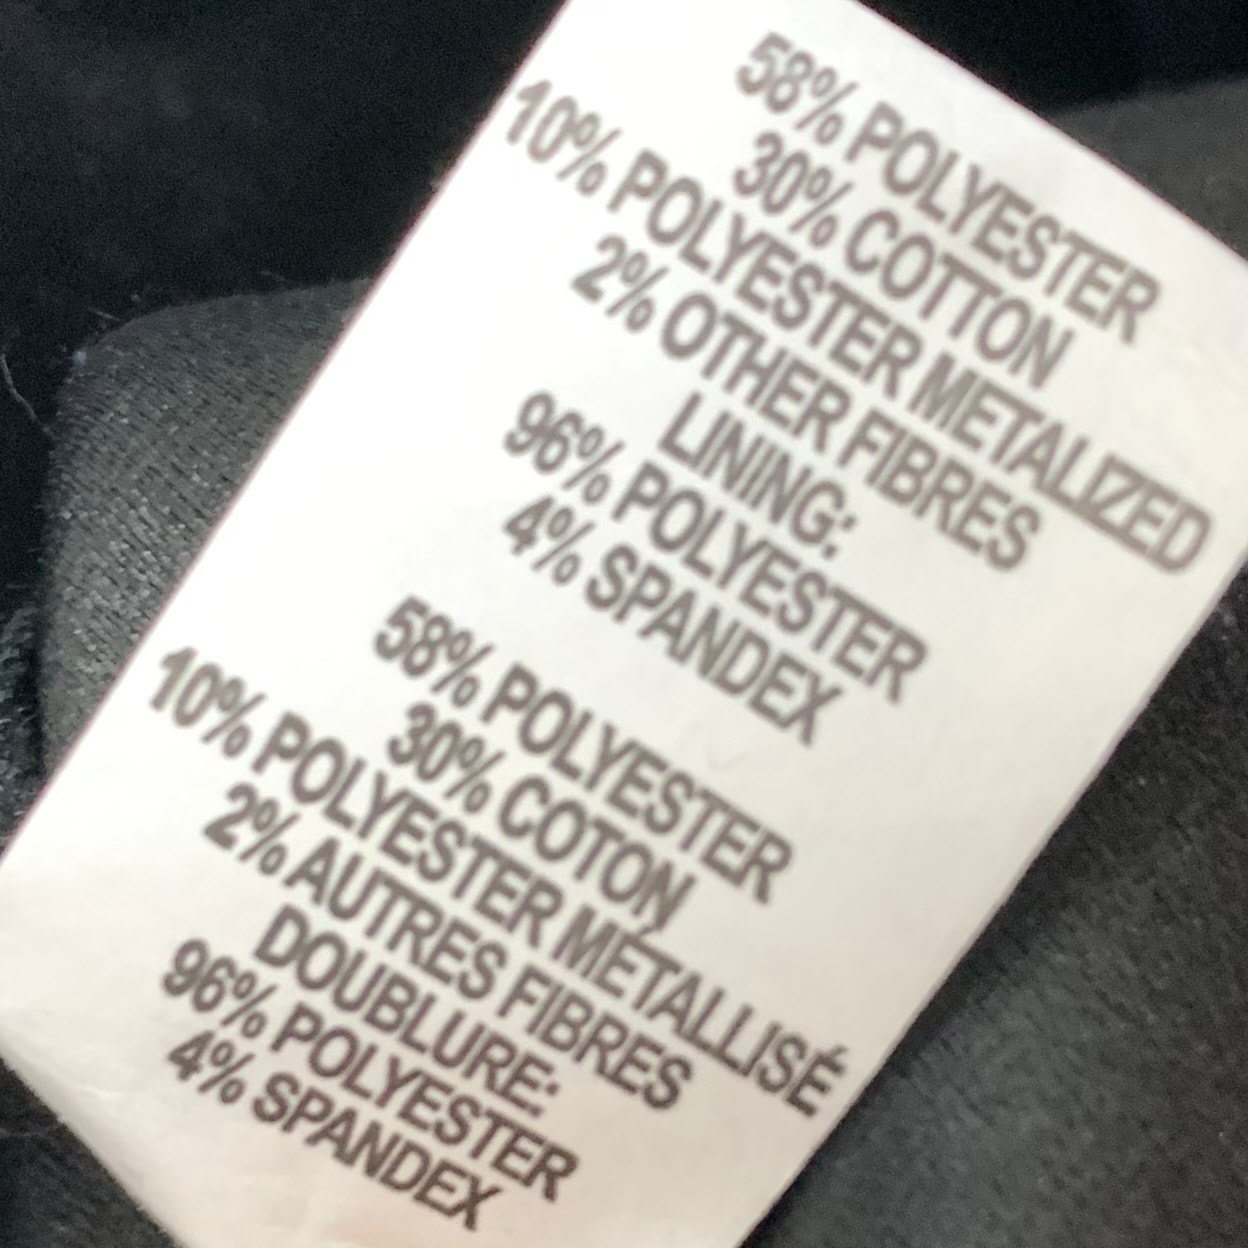 58% POLYESTER
30% COTTON
10% POLYESTER METALIZED
2% OTHER FIBRES
LINING:
96% POLYESTER
4% SPANDEX
58% POLYESTER
30% COTON
10% POLYESTER METALLISÉ
2% AUTRES FIBRES
DOUBLURE:
96% POLYESTER
4% SPANDEX